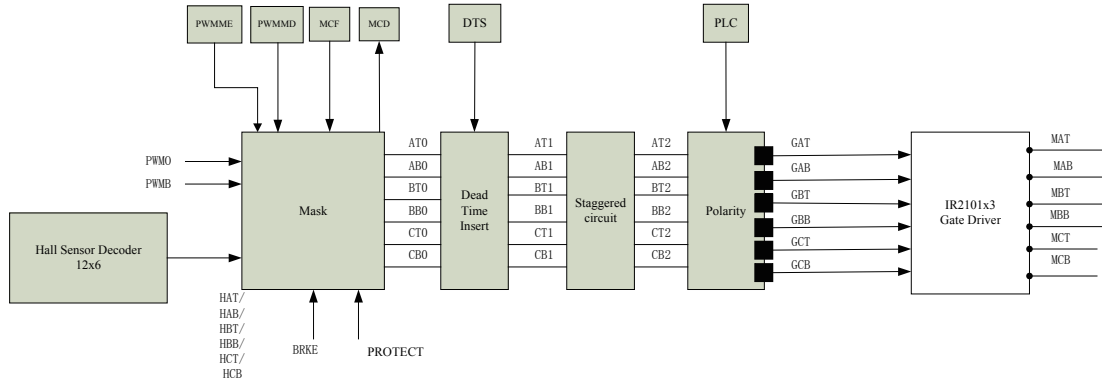 PWMME
PWMMD
MCF
MCD
DTS
PLC
PWMO
PWMB
Hall Sensor Decoder
12x6
HAT/
HAB/
HBT/
HBB/
HCT/
HCB
Mask
BRKE
PROTECT
AT0
AB0
BT0
BB0
CT0
CB0
Dead
Time
Insert
AT1
AB1
BT1
BB1
CT1
CB1
Staggered
circuit
AT2
AB2
BT2
BB2
CT2
CB2
Polarity
GAT
GAB
GBT
GBB
GCT
GCB
IR2101x3
Gate Driver
MAT
MAB
MBT
MBB
MCT
MCB